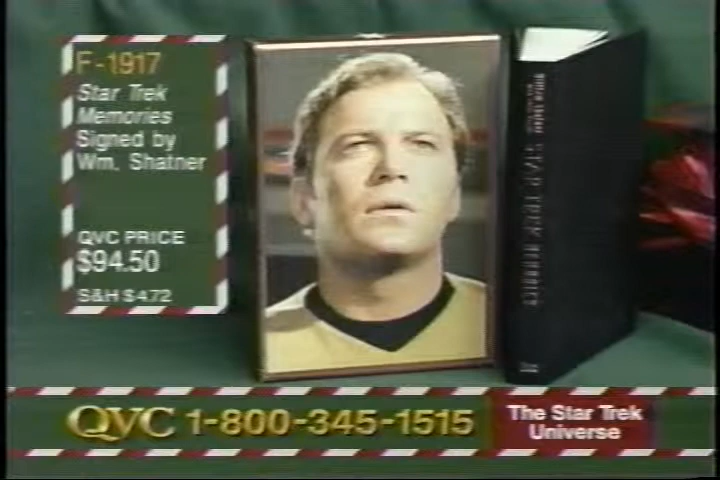 F-1917
Star Trek
Memories
Signed by
Wm. Shatner
QVC PRICE
$94.50
S&H $4.72
STAR TREK MEMORIES
QVC 1-800-345-1515
The Star Trek
Universe